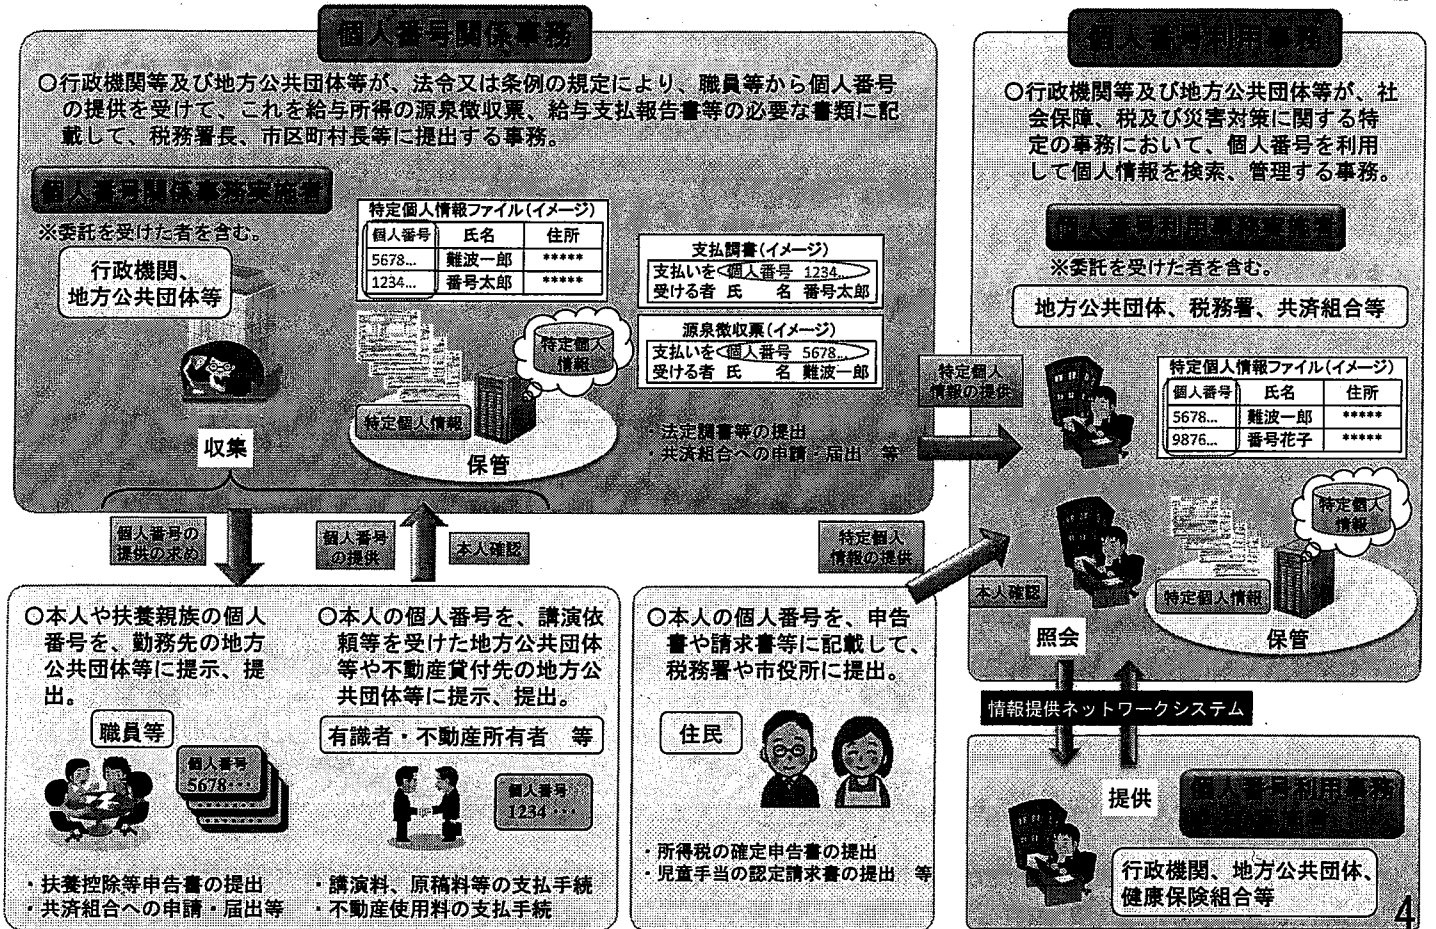 個人番号関係事務
○行政機関等及び地方公共団体等が、法令又は条例の規定により、職員等から個人番号
の提供を受けて、これを給与所得の源泉徴収票、給与支払報告書等の必要な書類に記
載して、税務署長、市区町村長等に提出する事務。
個人番号関係事務実施者
※委託を受けた者を含む。
行政機関、
地方公共団体等
収集
特定個人情報ファイル(イメージ)
個人番号 氏名 住所
5678... 難波一郎 *****
1234... 番号太郎 *****
特定個人
情報
特定個人情報
保管
支払調書(イメージ)
支払いを 個人番号 1234...
受ける者 氏 名 番号太郎
源泉徴収票(イメージ)
支払いを 個人番号 5678...
受ける者 氏 名 難波一郎
・法定調書等の提出
・共済組合への申請・届出 等
特定個人
情報の提供
個人番号の
提供の求め
個人番号
の提供
本人確認
特定個人
情報の提供
○本人や扶養親族の個人
番号を、勤務先の地方
公共団体等に提示、提
出。
職員等
個人番号
5678・・・
・扶養控除等申告書の提出
・共済組合への申請・届出等
○本人の個人番号を、講演依
頼等を受けた地方公共団体
等や不動産貸付先の地方公
共団体等に提示、提出。
有識者・不動産所有者 等
個人番号
1234・・・
・講演料、原稿料等の支払手続
・不動産使用料の支払手続
○本人の個人番号を、申告
書や請求書等に記載して、
税務署や市役所に提出。
住民
・所得税の確定申告書の提出
・児童手当の認定請求書の提出 等
個人番号利用事務
○行政機関等及び地方公共団体等が、社
会保障、税及び災害対策に関する特
定の事務において、個人番号を利用
して個人情報を検索、管理する事務。
個人番号利用事務実施者
※委託を受けた者を含む。
地方公共団体、税務署、共済組合等
特定個人情報ファイル(イメージ)
個人番号 氏名 住所
5678... 難波一郎 *****
9876... 番号花子 *****
特定個人
情報
特定個人情報
保管
本人確認
照会
情報提供ネットワークシステム
提供
個人番号利用事務
行政機関、地方公共団体、
健康保険組合等
4